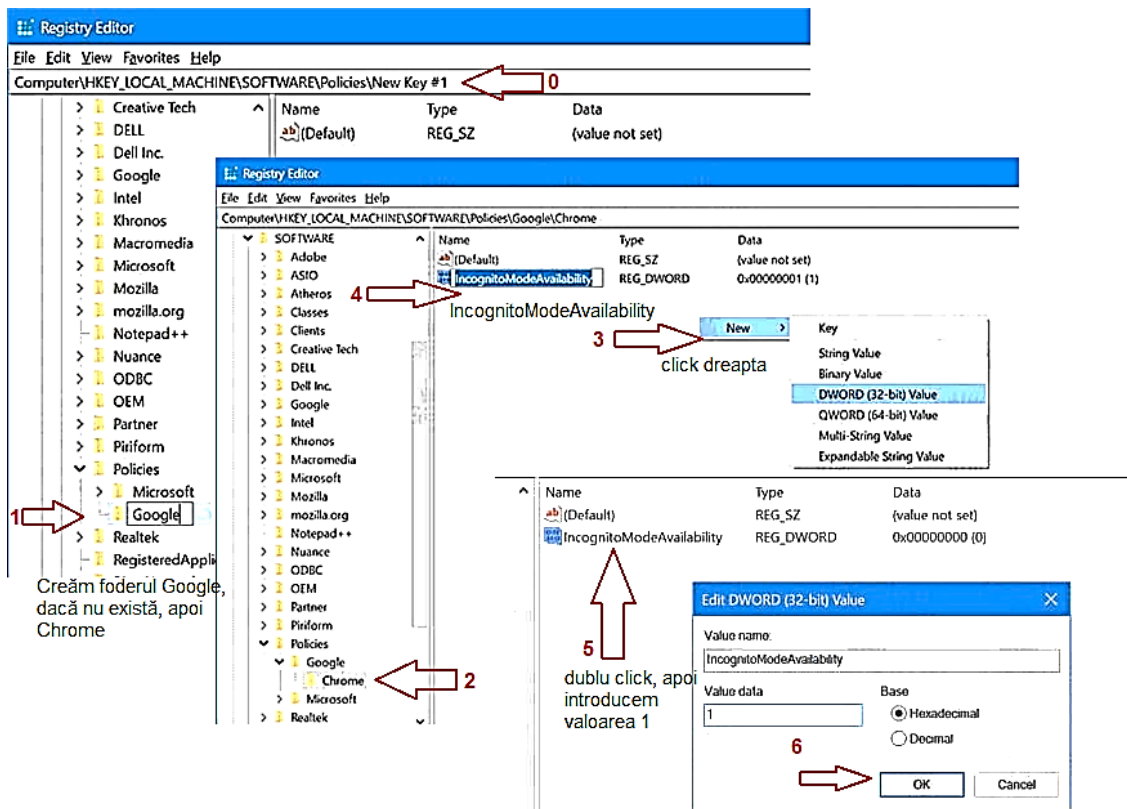 Registry Editor
File Edit View Favorites Help
Computer\HKEY_LOCAL_MACHINE\SOFTWARE\Policies\New Key #1
0
Creative Tech
DELL
Dell Inc.
Google
Intel
Khronos
Macromedia
Microsoft
Mozilla
mozilla.org
Notepad++
Nuance
ODBC
OEM
Partner
Piriform
Policies
Microsoft
1
Google
Realtek
RegisteredAppli
Name Type Data
(Default) REG_SZ (value not set)
Creăm foderul Google,
dacă nu există, apoi
Chrome
Registry Editor
File Edit View Favorites Help
Computer\HKEY_LOCAL_MACHINE\SOFTWARE\Policies\Google\Chrome
SOFTWARE
Adobe
ASIO
Atheros
Classes
Clients
Creative Tech
DELL
Dell Inc.
Google
Intel
Khronos
Macromedia
Microsoft
Mozilla
mozilla.org
Notepad++
Nuance
ODBC
OEM
Partner
Piriform
Policies
Google
Chrome
2
Microsoft
Realtek
Name Type Data
(Default) REG_SZ (value not set)
IncognitoModeAvailability REG_DWORD 0x00000001 (1)
4
IncognitoModeAvailability
3
click dreapta
New
Key
String Value
Binary Value
DWORD (32-bit) Value
QWORD (64-bit) Value
Multi-String Value
Expandable String Value
Name Type Data
(Default) REG_SZ (value not set)
IncognitoModeAvailability REG_DWORD 0x00000000 (0)
5
dublu click, apoi
introducem
valoarea 1
Edit DWORD (32-bit) Value
Value name:
IncognitoModeAvailability
Value data Base
1
Hexadecimal
Decimal
6
OK Cancel